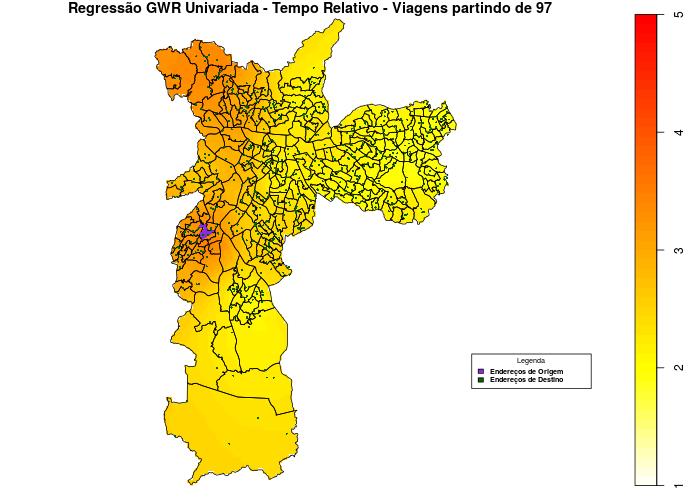 Regressão GWR Univariada - Tempo Relativo - Viagens partindo de 97
5
4
3
2
1
Legenda
Endereços de Origem
Endereços de Destino